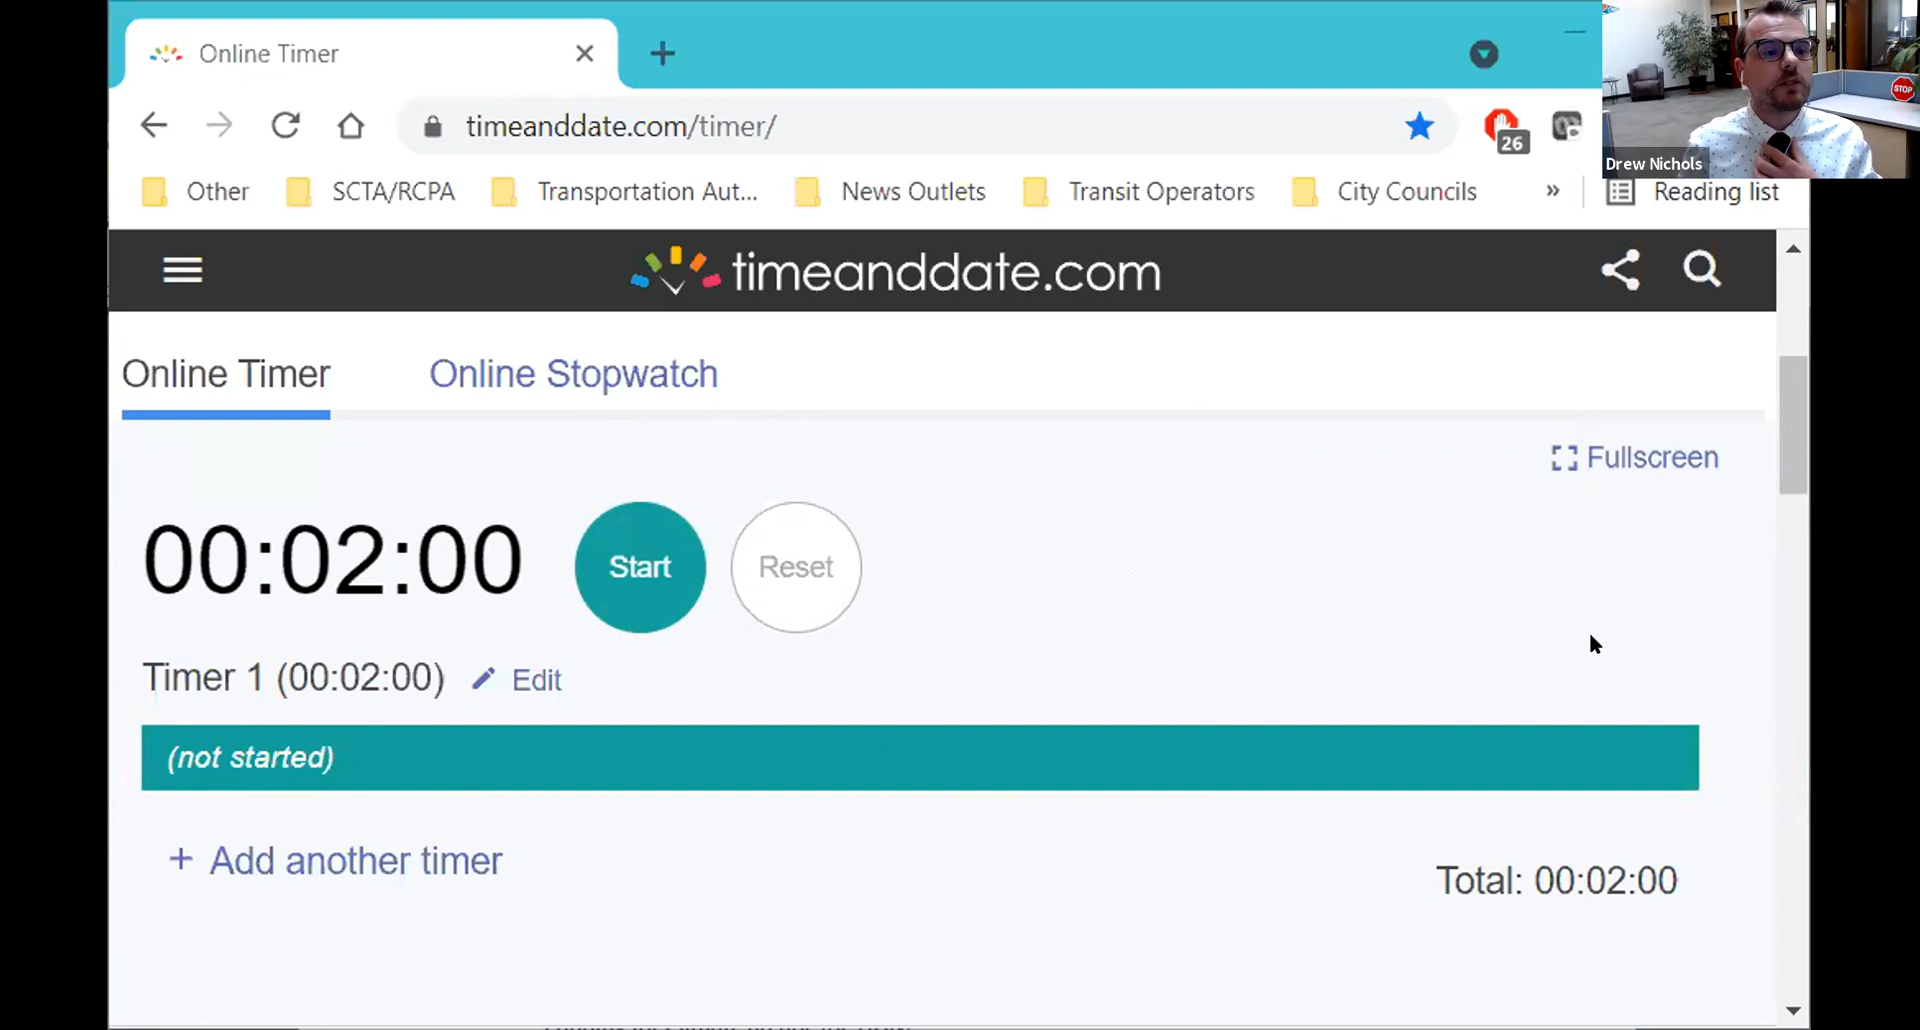 Online Timer
timeanddate.com/timer/
26
Other
SCTA/RCPA
Transportation Aut...
News Outlets
Transit Operators
City Councils
»
Reading list
Drew Nichols
STOP
timeanddate.com
Online Timer
Online Stopwatch
Fullscreen
00:02:00
Start
Reset
Timer 1 (00:02:00)
Edit
(not started)
+ Add another timer
Total: 00:02:00